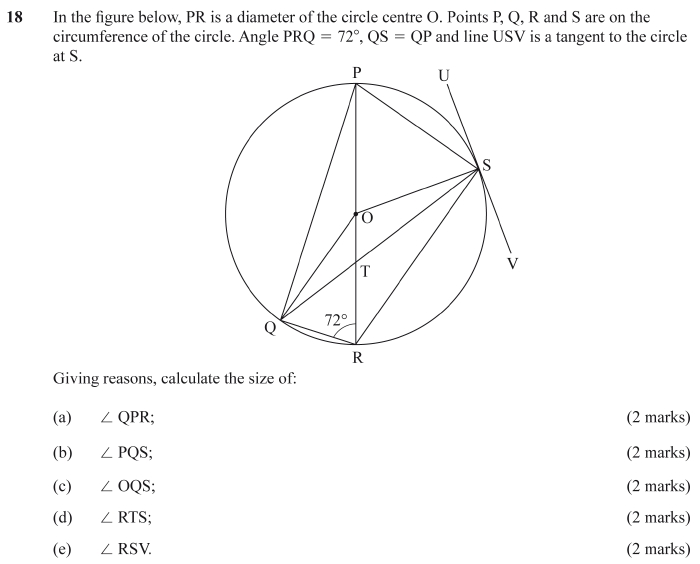 18 In the figure below, PR is a diameter of the circle centre O. Points P, Q, R and S are on the
circumference of the circle. Angle PRQ = 72°, QS = QP and line USV is a tangent to the circle
at S.
P
U
S
O
V
T
72°
Q
R
Giving reasons, calculate the size of:
(a) ∠ QPR; (2 marks)
(b) ∠ PQS; (2 marks)
(c) ∠ OQS; (2 marks)
(d) ∠ RTS; (2 marks)
(e) ∠ RSV. (2 marks)